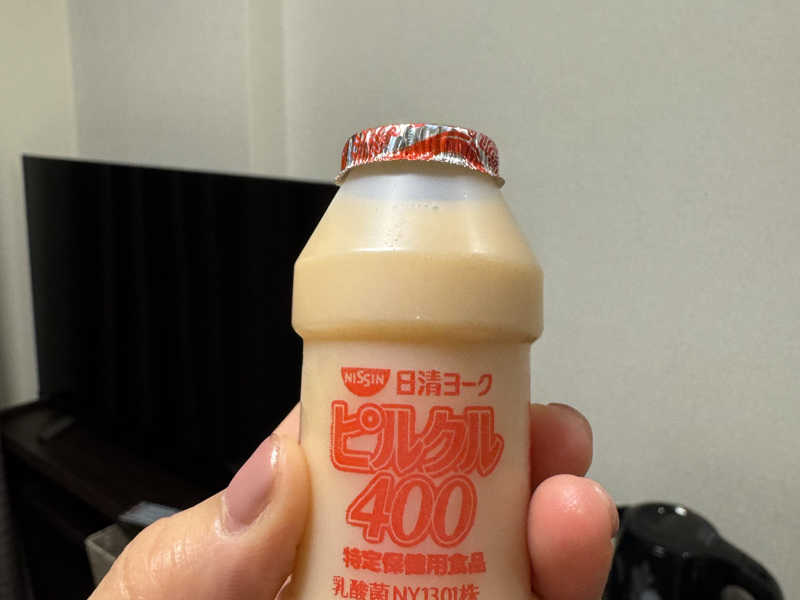 NISSIN 日清ヨーク
ピルクル
400
特定保健用食品
乳酸菌NY1301株